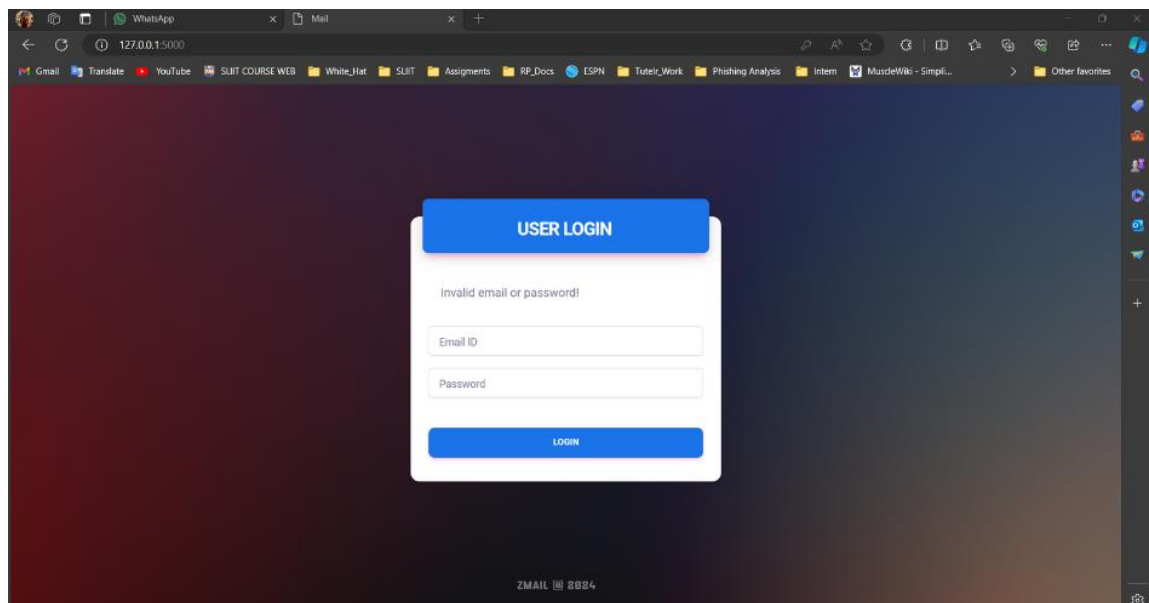 WhatsApp
Mail
127.0.0.1:5000
Gmail Translate YouTube SLIIT COURSE WEB White_Hat SLIIT Assigments RP_Docs ESPN Tutelr_Work Phishing Analysis Intern MuscleWiki - Simpli... Other favorites
USER LOGIN
Invalid email or password!
Email ID
Password
LOGIN
ZMAIL 2024